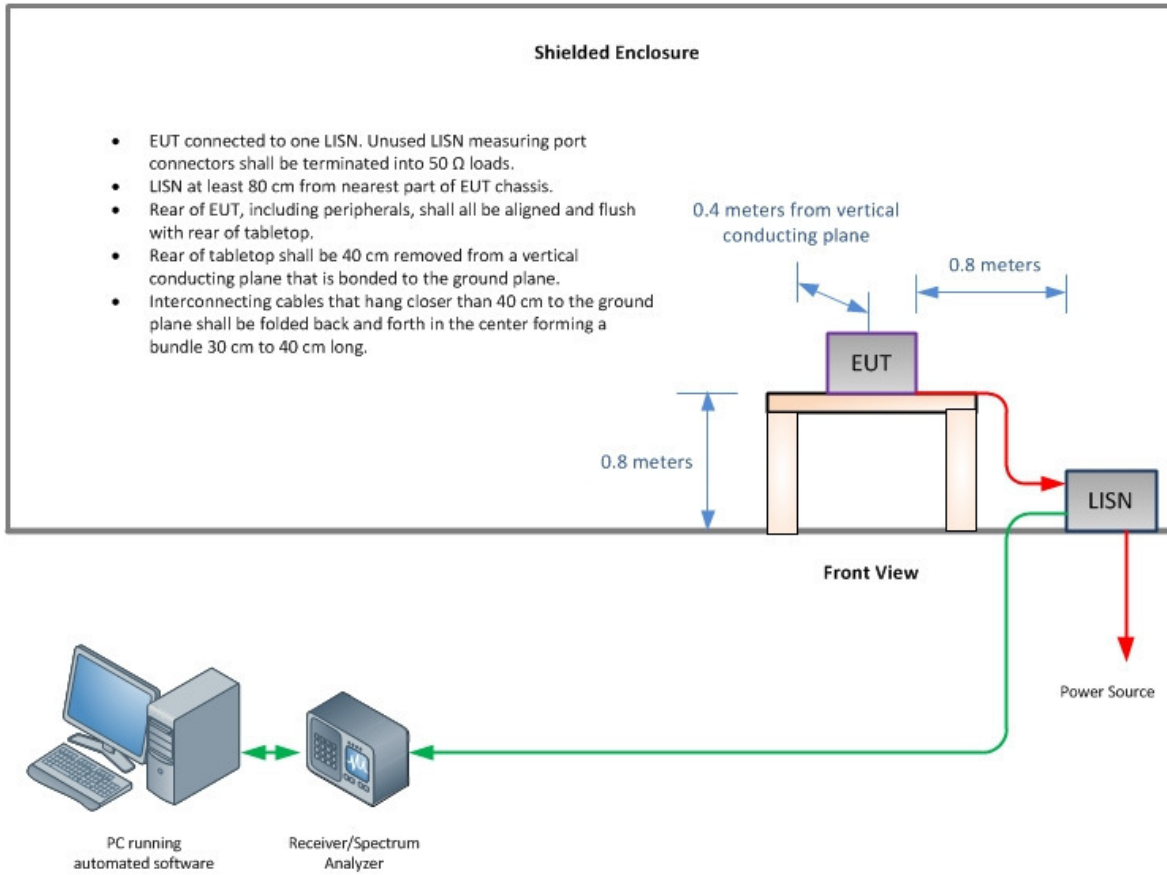 Shielded Enclosure
• EUT connected to one LISN. Unused LISN measuring port
connectors shall be terminated into 50 Ω loads.
• LISN at least 80 cm from nearest part of EUT chassis.
• Rear of EUT, including peripherals, shall all be aligned and flush
with rear of tabletop.
• Rear of tabletop shall be 40 cm removed from a vertical
conducting plane that is bonded to the ground plane.
• Interconnecting cables that hang closer than 40 cm to the ground
plane shall be folded back and forth in the center forming a
bundle 30 cm to 40 cm long.
0.4 meters from vertical
conducting plane
0.8 meters
EUT
0.8 meters
LISN
Front View
Power Source
PC running
automated software
Receiver/Spectrum
Analyzer